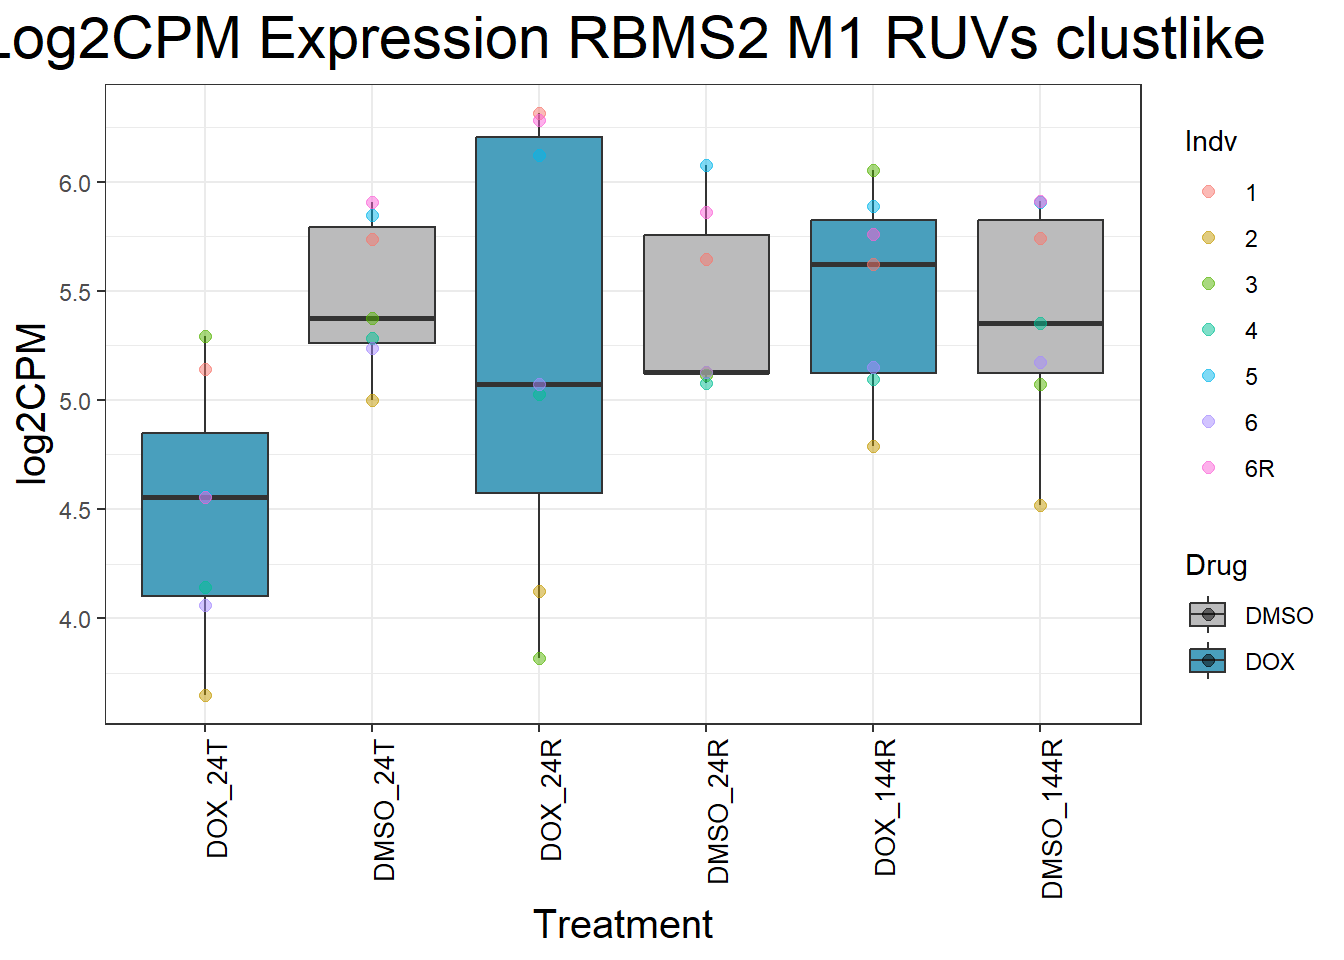 Log2CPM Expression RBMS2 M1 RUVs clustlike
log2CPM
6.0
5.5
5.0
4.5
4.0
DOX_24T
DMSO_24T
DOX_24R
DMSO_24R
DOX_144R
DMSO_144R
Treatment
Indv
1
2
3
4
5
6
6R
Drug
DMSO
DOX